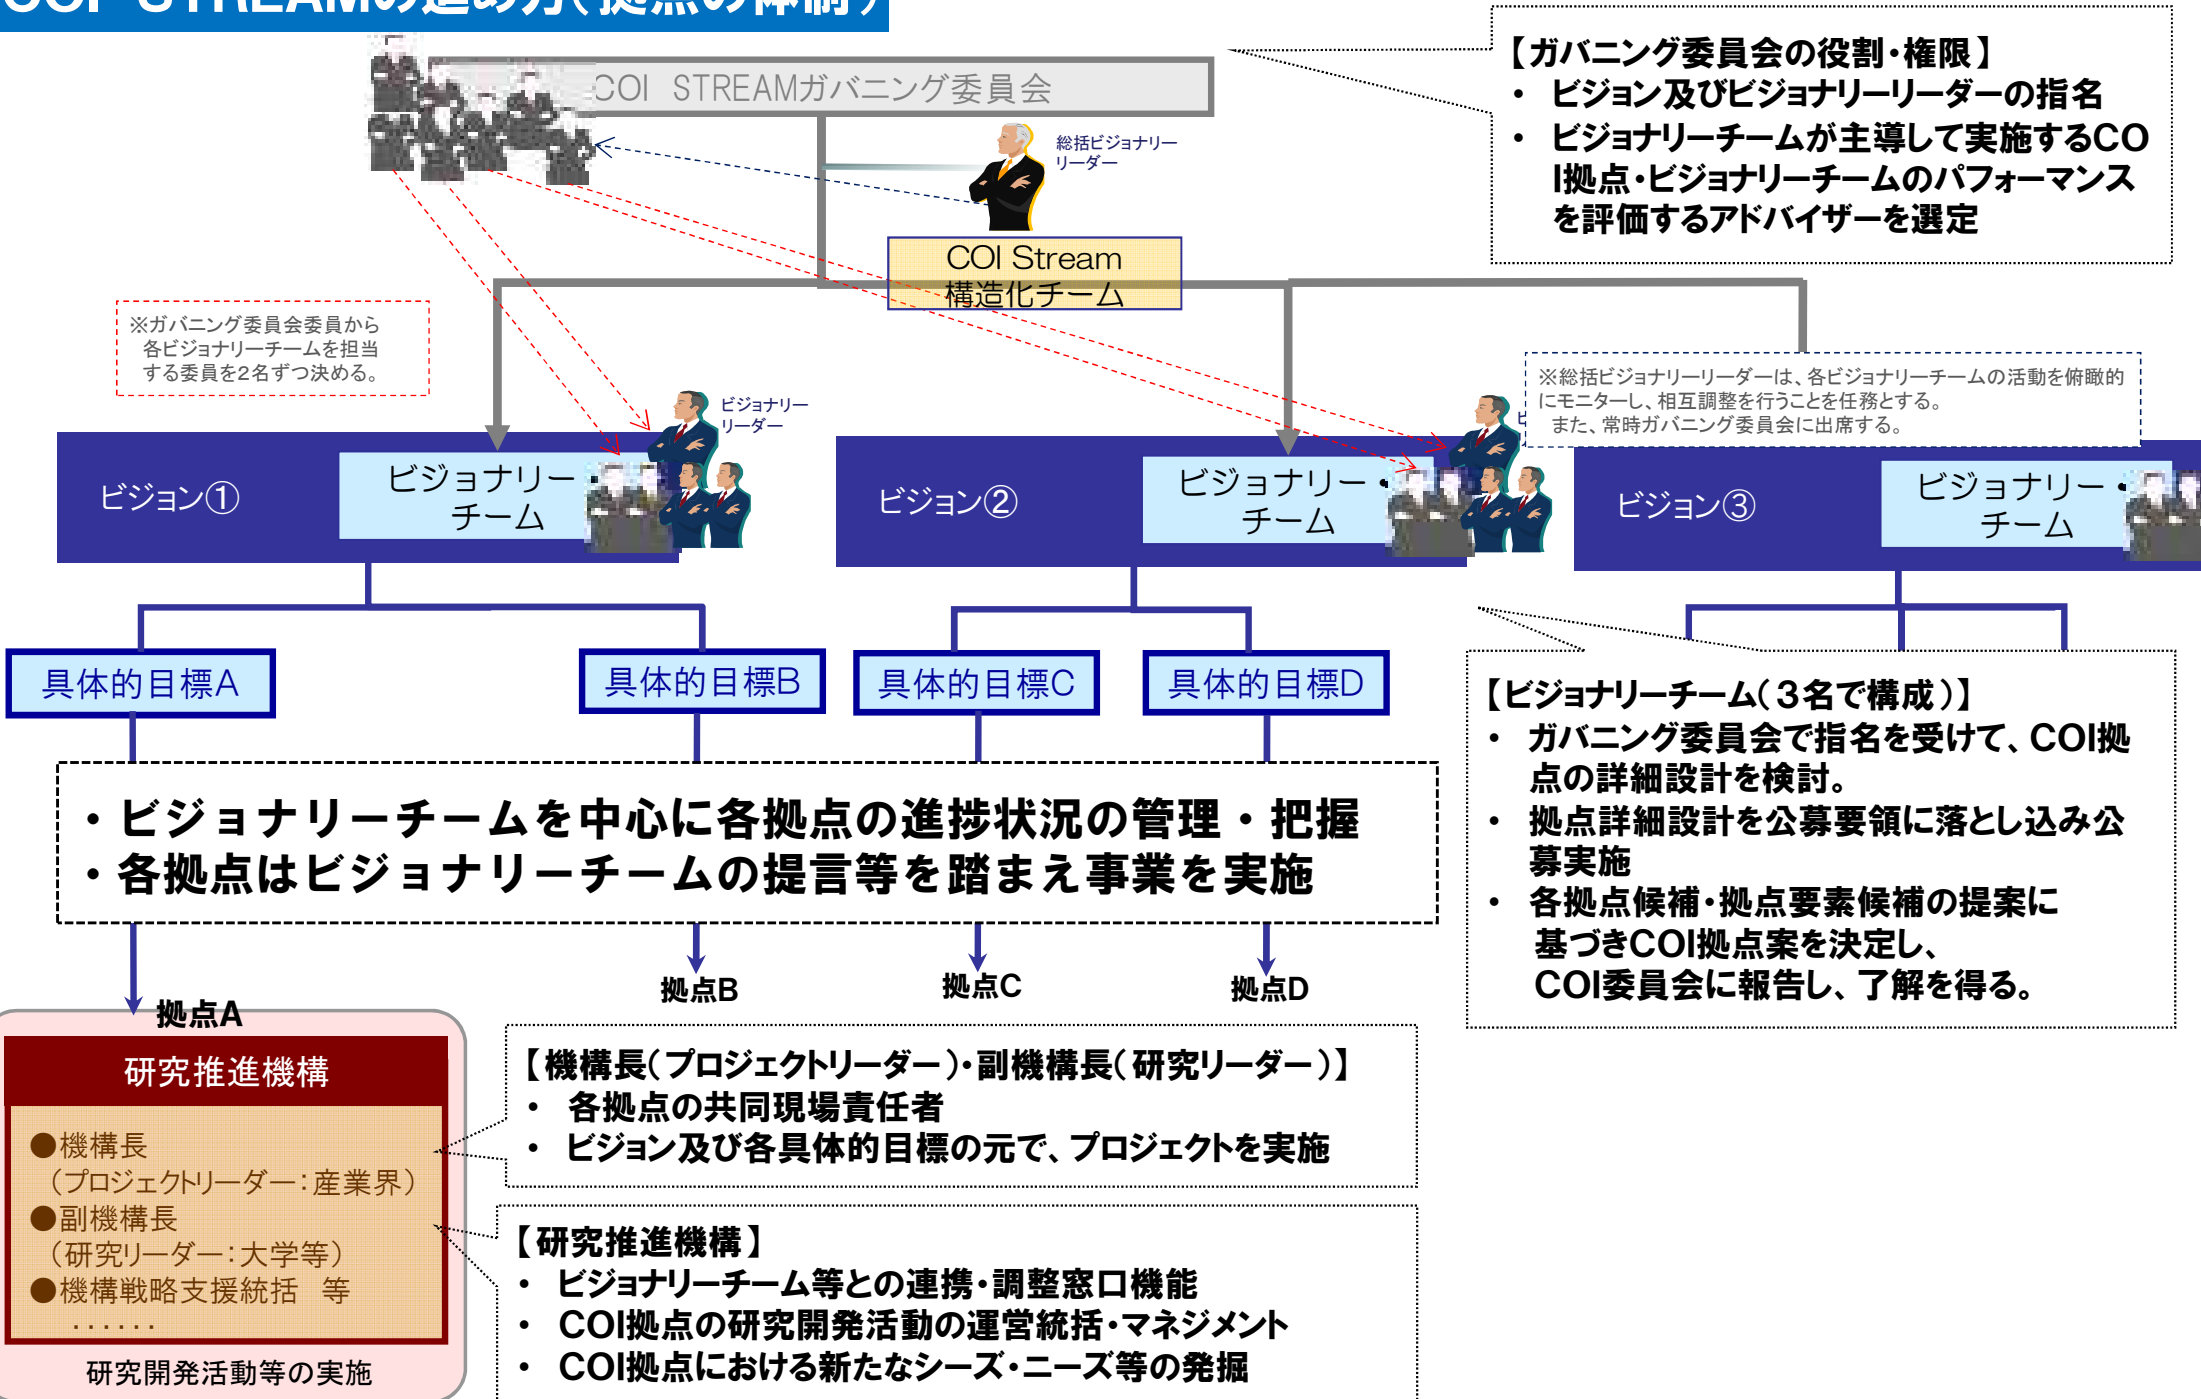 COI STREAMの進め方(拠点の体制)
COI STREAMガバニング委員会
総括ビジョナリー
リーダー
COI Stream
構造化チーム
【ガバニング委員会の役割・権限】
・ ビジョン及びビジョナリーリーダーの指名
・ ビジョナリーチームが主導して実施するCO
I拠点・ビジョナリーチームのパフォーマンス
を評価するアドバイザーを選定
※ガバニング委員会委員から
各ビジョナリーチームを担当
する委員を2名ずつ決める。
※総括ビジョナリーリーダーは、各ビジョナリーチームの活動を俯瞰的
にモニターし、相互調整を行うことを任務とする。
また、常時ガバニング委員会に出席する。
ビジョナリー
リーダー
ビジョン①
ビジョナリー・
チーム
ビジョン②
ビジョナリー・
チーム
ビジョン③
ビジョナリー・
チーム
具体的目標A
具体的目標B
具体的目標C
具体的目標D
・ビジョナリーチームを中心に各拠点の進捗状況の管理・把握
・各拠点はビジョナリーチームの提言等を踏まえ事業を実施
【ビジョナリーチーム(3名で構成)】
・ ガバニング委員会で指名を受けて、COI拠
点の詳細設計を検討。
・ 拠点詳細設計を公募要領に落とし込み公
募実施
・ 各拠点候補・拠点要素候補の提案に
基づきCOI拠点案を決定し、
COI委員会に報告し、了解を得る。
拠点A
拠点B
拠点C
拠点D
研究推進機構
●機構長
(プロジェクトリーダー:産業界)
●副機構長
(研究リーダー:大学等)
●機構戦略支援統括 等
・・・・・・
研究開発活動等の実施
【機構長(プロジェクトリーダー)・副機構長(研究リーダー)】
・ 各拠点の共同現場責任者
・ ビジョン及び各具体的目標の元で、プロジェクトを実施
【研究推進機構】
・ ビジョナリーチーム等との連携・調整窓口機能
・ COI拠点の研究開発活動の運営統括・マネジメント
・ COI拠点における新たなシーズ・ニーズ等の発掘